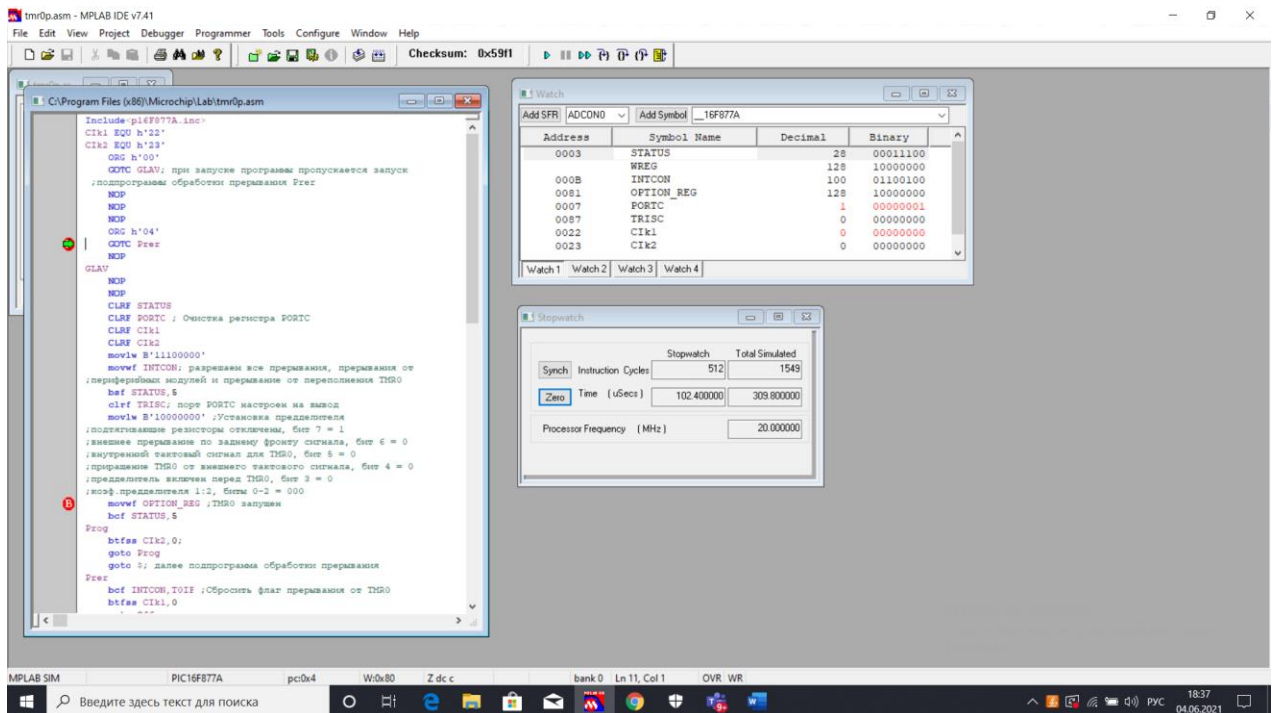 tmr0p.asm - MPLAB IDE v7.41
File Edit View Project Debugger Programmer Tools Configure Window Help
Checksum: 0x59f1
C:\Program Files (x86)\Microchip\Lab\tmr0p.asm
Include<p16F877A.inc>
CIk1 EQU h'22'
CIk2 EQU h'23'
ORG h'00'
GOTO GLAV; при запуске программы пропускается запуск
;подпрограммы обработки прерывания Prer
NOP
NOP
NOP
ORG h'04'
GOTO Prer
NOP
GLAV
NOP
NOP
CLRF STATUS
CLRF PORTC ; Очистка регистра PORTC
CLRF CIk1
CLRF CIk2
movlw B'11100000'
movwf INTCON; разрешаем все прерывания, прерывания от
;периферийных модулей и прерывание от переполнения TMR0
bsf STATUS,5
clrf TRISC; порт PORTC настроен на вывод
movlw B'10000000' ;Установка предделителя
;подтягивающие резисторы отключены, бит 7 = 1
;внешнее прерывание по заднему фронту сигнала, бит 6 = 0
;внутренний тактовый сигнал для TMR0, бит 5 = 0
;приращение TMR0 от внешнего тактового сигнала, бит 4 = 0
;предделитель включен перед TMR0, бит 3 = 0
;коэф.предделителя 1:2, биты 0-2 = 000
movwf OPTION_REG ;TMR0 запущен
bcf STATUS,5
Prog
btfss CIk2,0;
goto Prog
goto $; далее подпрограмма обработки прерывания
Prer
bcf INTCON,T0IF ;Сбросить флаг прерывания от TMR0
btfss CIk1,0
Watch
Add SFR ADCON0 Add Symbol __16F877A
Address Symbol Name Decimal Binary
0003 STATUS 28 00011100
WREG 128 10000000
000B INTCON 100 01100100
0081 OPTION_REG 128 10000000
0007 PORTC 1 00000001
0087 TRISC 0 00000000
0022 CIk1 0 00000000
0023 CIk2 0 00000000
Watch 1 Watch 2 Watch 3 Watch 4
Stopwatch
Stopwatch Total Simulated
Synch Instruction Cycles 512 1549
Zero Time (uSecs) 102.400000 309.800000
Processor Frequency (MHz) 20.000000
MPLAB SIM PIC16F877A pc:0x4 W:0x80 Z dc c bank 0 Ln 11, Col 1 OVR WR
Введите здесь текст для поиска
РУС
18:37
04.06.2021